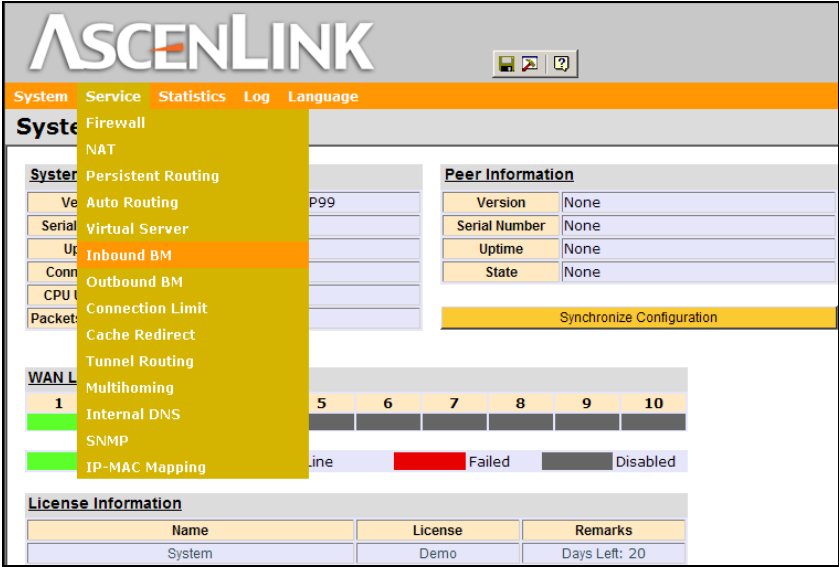 ASCENLINK
System Service Statistics Log Language
Syste
Firewall
NAT
Persistent Routing
Auto Routing
Virtual Server
Inbound BM
Outbound BM
Connection Limit
Cache Redirect
Tunnel Routing
Multihoming
Internal DNS
SNMP
IP-MAC Mapping
System
Ve P99
Serial
Up
Conn
CPU U
Packets
Peer Information
Version None
Serial Number None
Uptime None
State None
Synchronize Configuration
WAN L
1 5 6 7 8 9 10
Line Failed Disabled
License Information
Name License Remarks
System Demo Days Left: 20